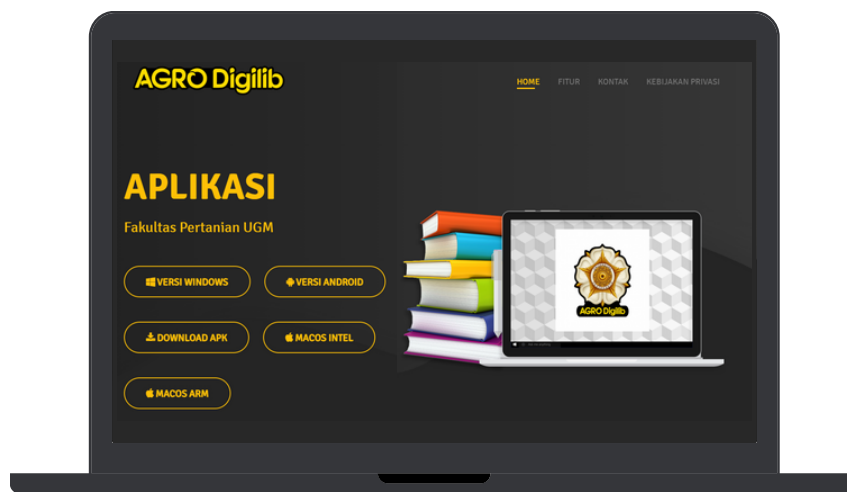 AGRO Digilib
HOME FITUR KONTAK KEBIJAKAN PRIVASI
APLIKASI
Fakultas Pertanian UGM
VERSI WINDOWS VERSI ANDROID
DOWNLOAD APK MACOS INTEL
MACOS ARM
AGRO Digilib